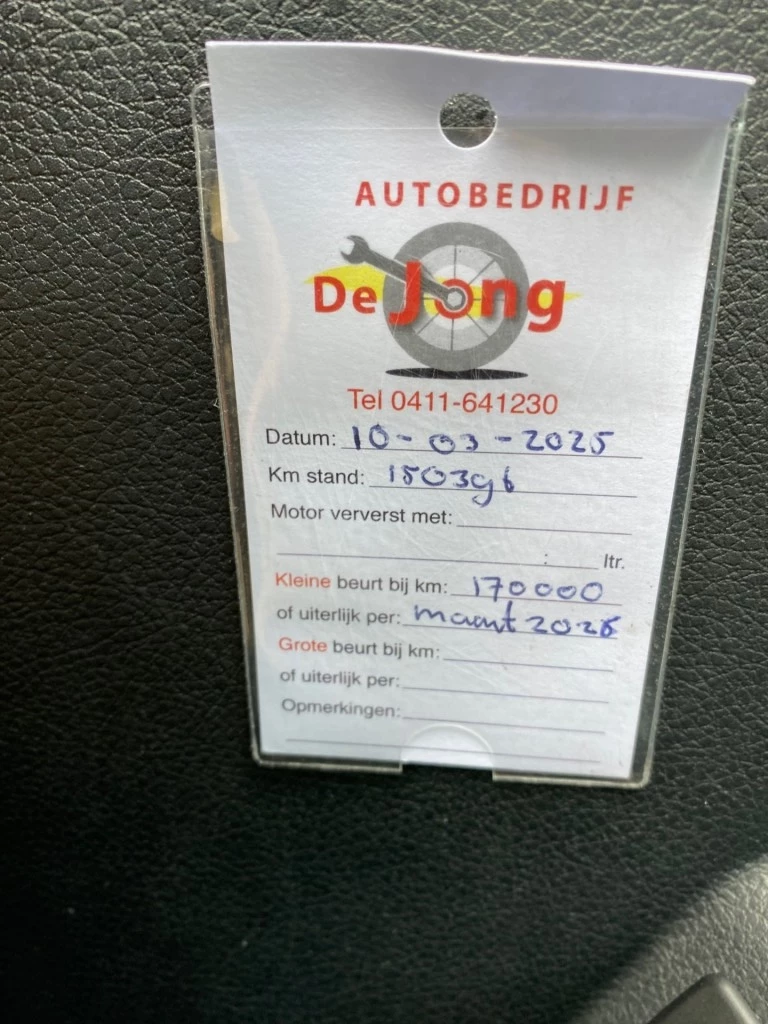 AUTOBEDRIJF
De Jong
Tel 0411-641230
Datum: 10-03-2025
Km stand: 150396
Motor ververst met:
: ltr.
Kleine beurt bij km: 170000
of uiterlijk per: maart 2026
Grote beurt bij km:
of uiterlijk per:
Opmerkingen: